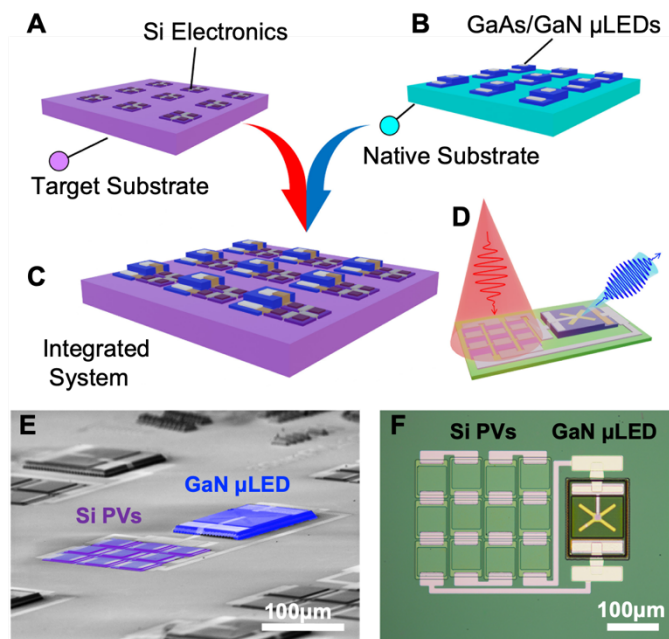 A
Si Electronics
Target Substrate
B
GaAs/GaN µLEDs
Native Substrate
C
Integrated
System
D
E
GaN µLED
Si PVs
100µm
F
Si PVs
GaN µLED
100µm